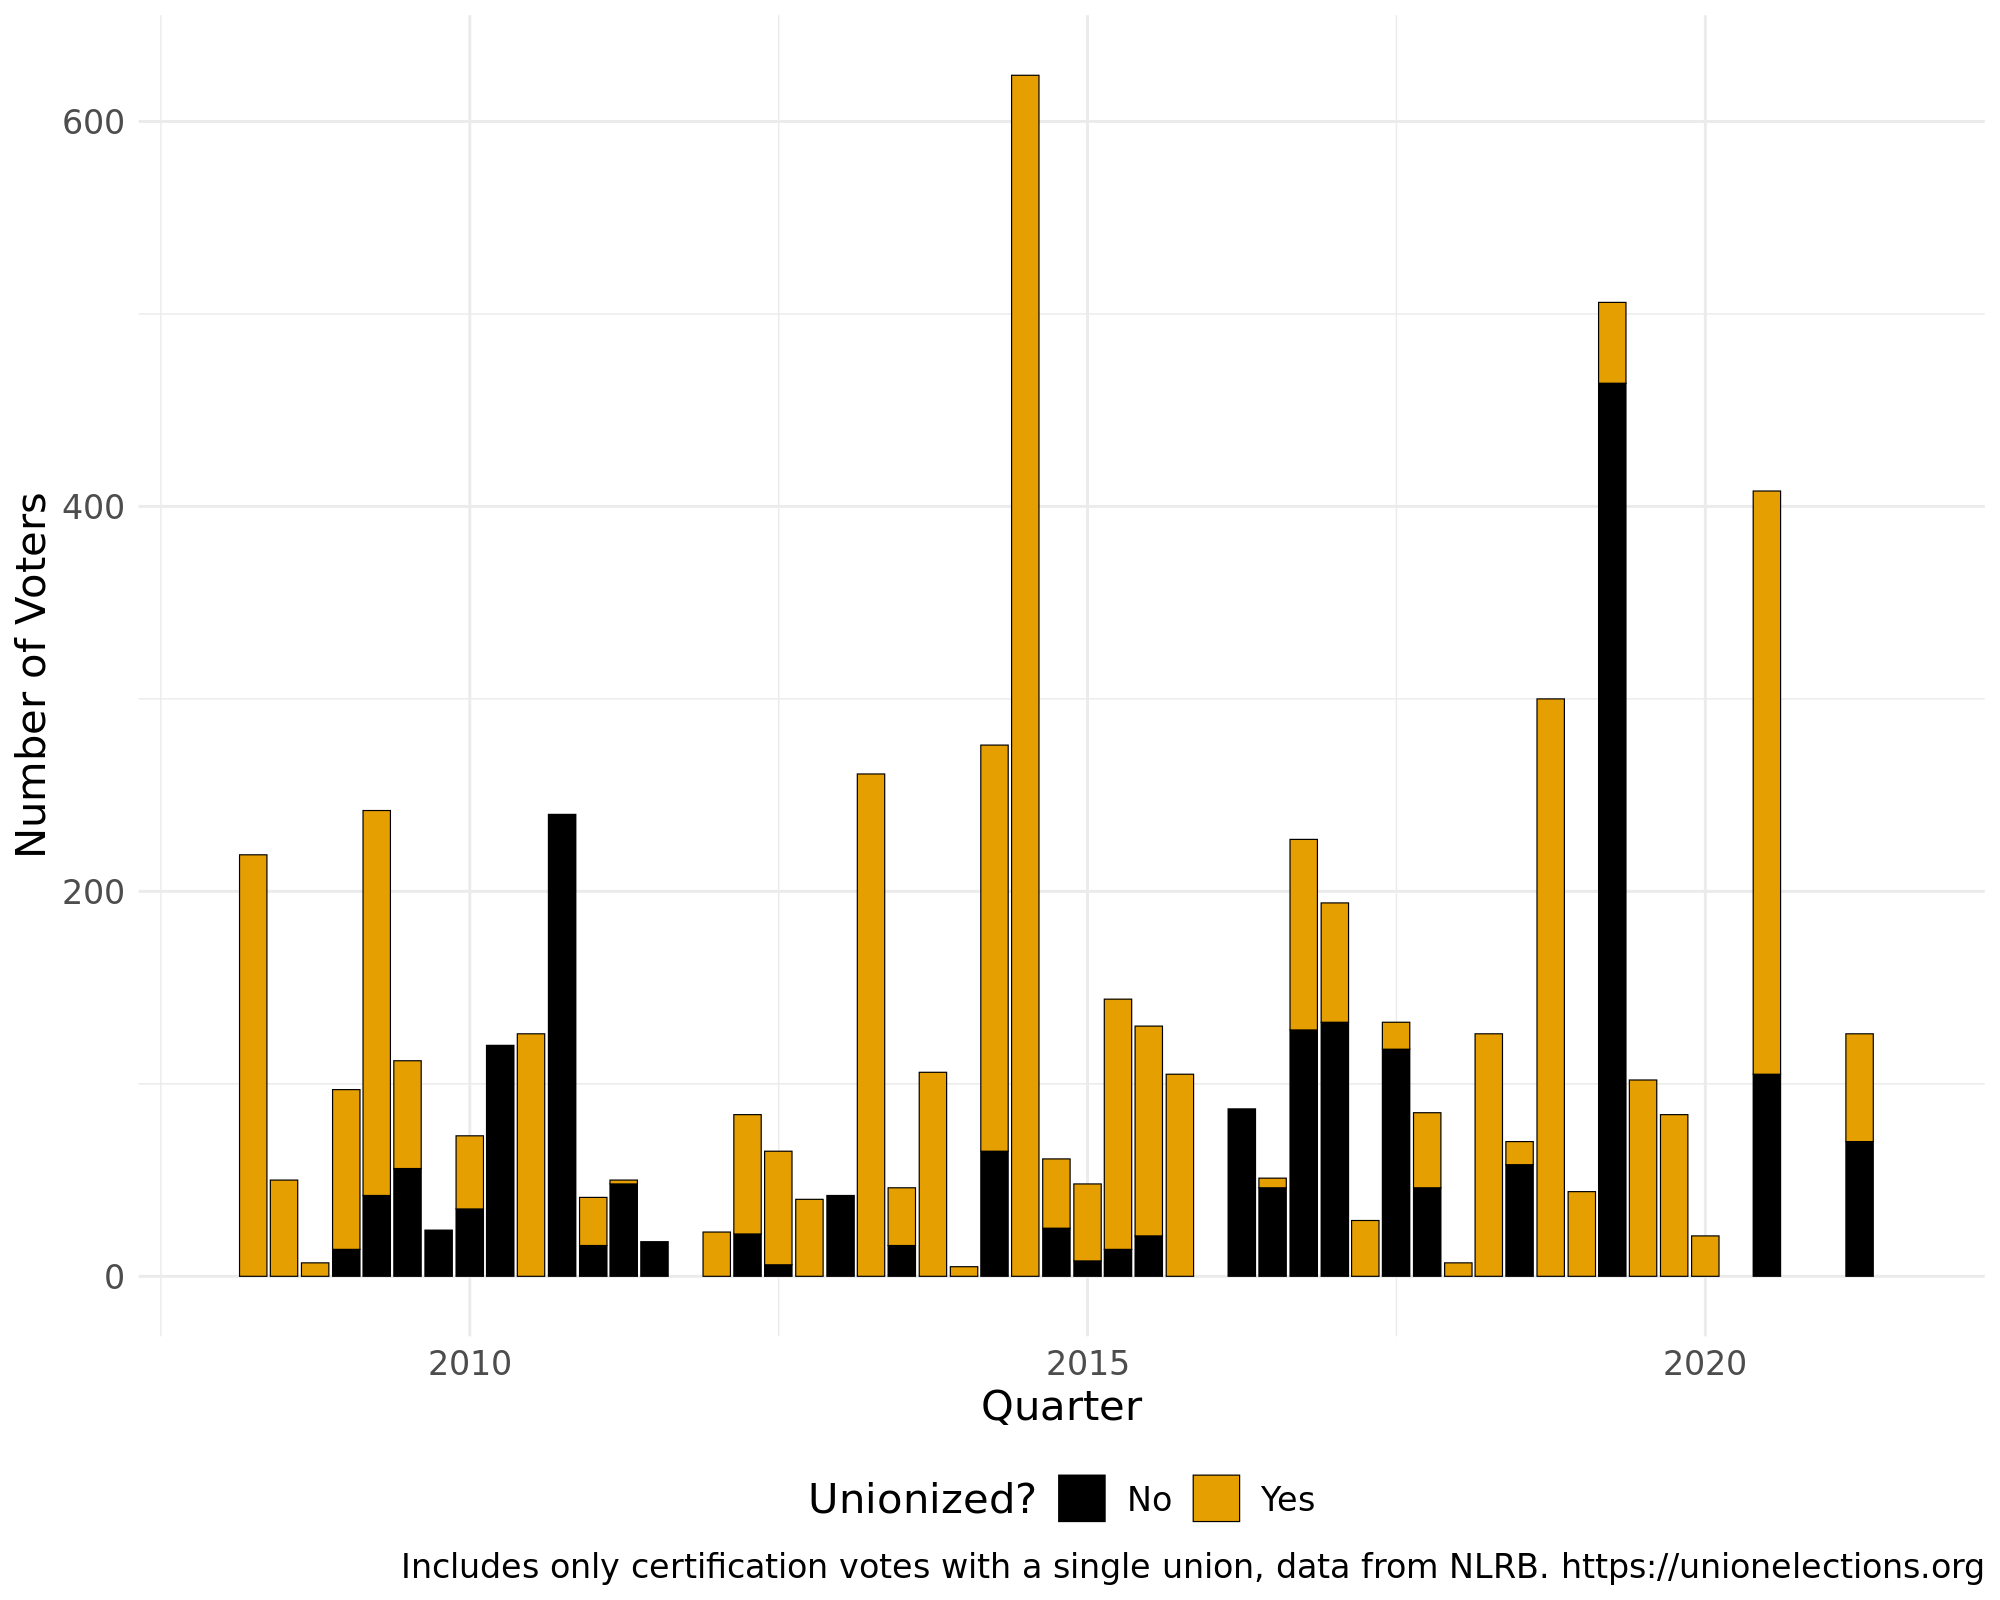 600
400
200
0
Number of Voters
2010 2015 2020
Quarter
Unionized? No Yes
Includes only certification votes with a single union, data from NLRB. https://unionelections.org